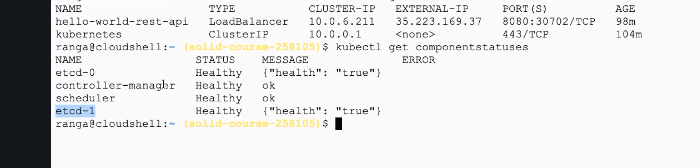 NAME TYPE CLUSTER-IP EXTERNAL-IP PORT(S) AGE
hello-world-rest-api LoadBalancer 10.0.6.211 35.223.169.37 8080:30702/TCP 98m
kubernetes ClusterIP 10.0.0.1 <none> 443/TCP 104m
ranga@cloudshell:~ (solid-course-258105)$ kubectl get componentstatuses
NAME STATUS MESSAGE ERROR
etcd-0 Healthy {"health": "true"}
controller-manager Healthy ok
scheduler Healthy ok
etcd-1 Healthy {"health": "true"}
ranga@cloudshell:~ (solid-course-258105)$